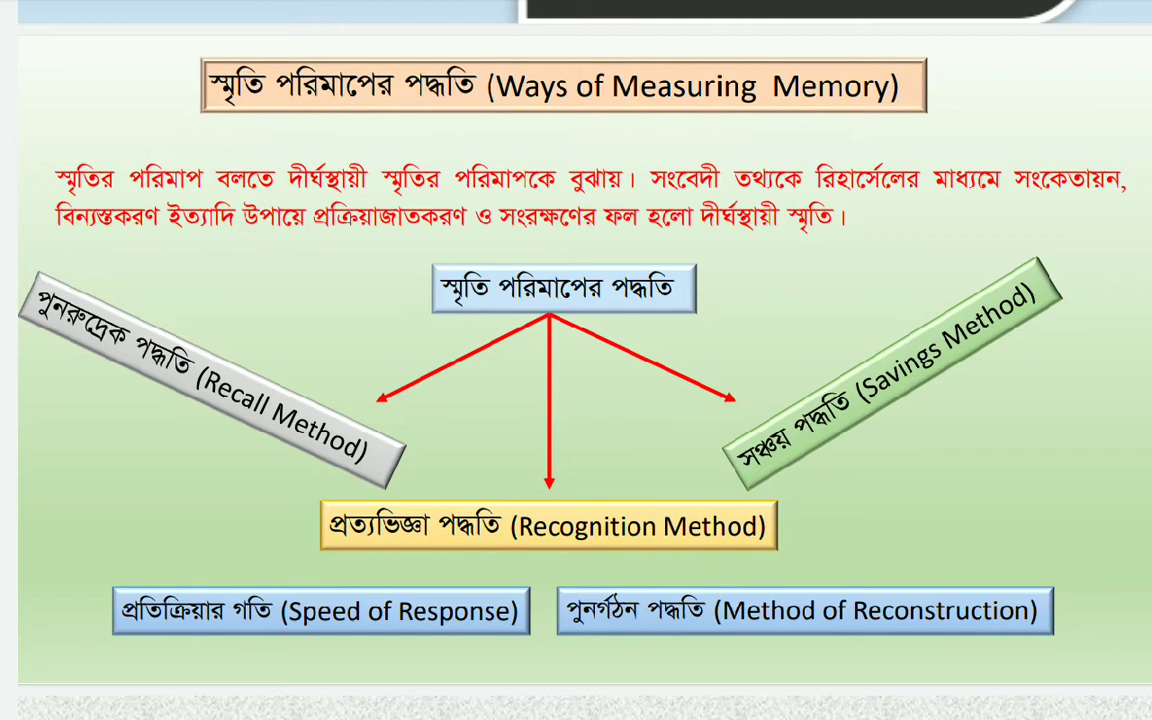 স্মৃতি পরিমাপের পদ্ধতি (Ways of Measuring Memory)
স্মৃতির পরিমাপ বলতে দীর্ঘস্থায়ী স্মৃতির পরিমাপকে বুঝায়। সংবেদী তথ্যকে রিহার্সেলের মাধ্যমে সংকেতায়ন,
বিন্যস্তকরণ ইত্যাদি উপায়ে প্রক্রিয়াজাতকরণ ও সংরক্ষণের ফল হলো দীর্ঘস্থায়ী স্মৃতি।
স্মৃতি পরিমাপের পদ্ধতি
পুনরুদ্রেক পদ্ধতি (Recall Method)
সঞ্চয় পদ্ধতি (Savings Method)
প্রত্যভিজ্ঞা পদ্ধতি (Recognition Method)
প্রতিক্রিয়ার গতি (Speed of Response)
পুনর্গঠন পদ্ধতি (Method of Reconstruction)